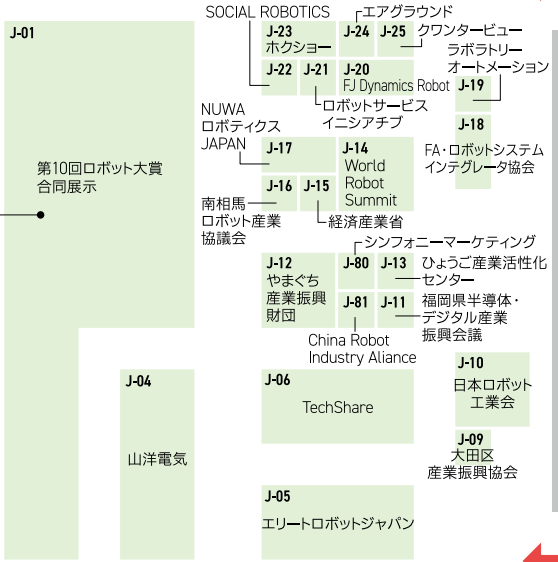 J-01
第10回ロボット大賞
合同展示
SOCIAL ROBOTICS
J-23
ホクショー
J-24
エアグラウンド
J-25
クワンタービュー
ラボラトリー
オートメーション
J-22
J-21
J-20
FJ Dynamics Robot
J-19
ロボットサービス
イニシアチブ
J-18
FA・ロボットシステム
インテグレータ協会
NUWA
ロボティクス
JAPAN
J-17
J-14
World
Robot
Summit
J-16
J-15
南相馬
ロボット産業
協議会
経済産業省
シンフォニーマーケティング
J-12
やまぐち
産業振興
財団
J-80
J-13
ひょうご産業活性化
センター
J-81
J-11
福岡県半導体・
デジタル産業
振興会議
China Robot
Industry Aliance
J-04
山洋電気
J-06
TechShare
J-10
日本ロボット
工業会
J-09
大田区
産業振興協会
J-05
エリートロボットジャパン